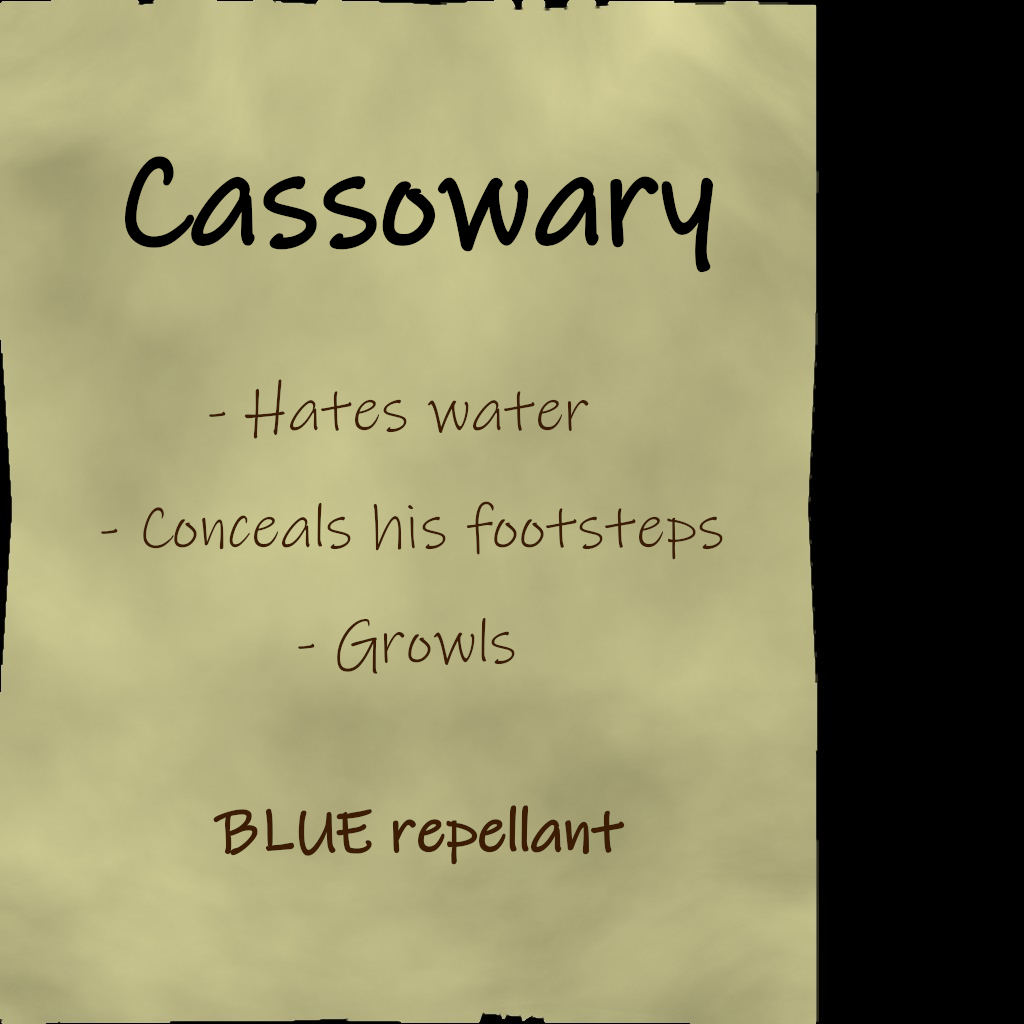 Cassowary
- Hates water
- Conceals his footsteps
- Growls
BLUE repellant